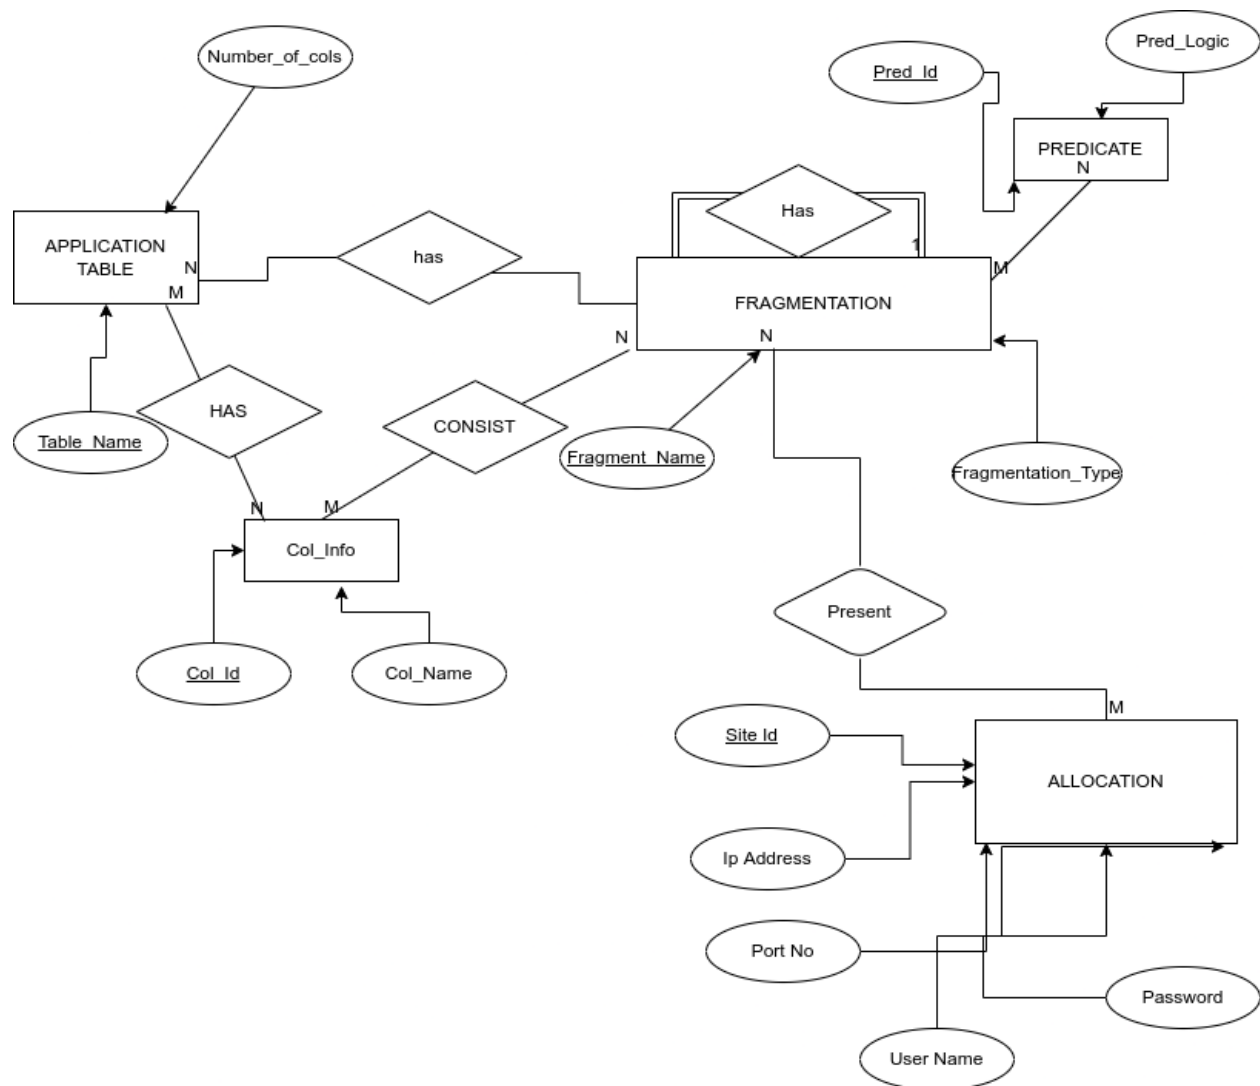 Number_of_cols
Pred_Id
Pred_Logic
PREDICATE
N
APPLICATION
TABLE
N
M
has
Has
1
M
FRAGMENTATION
N
N
Table_Name
HAS
CONSIST
Fragment_Name
Fragmentation_Type
N
M
Col_Info
Present
Col_Id
Col_Name
M
Site Id
ALLOCATION
Ip Address
Port No
Password
User Name